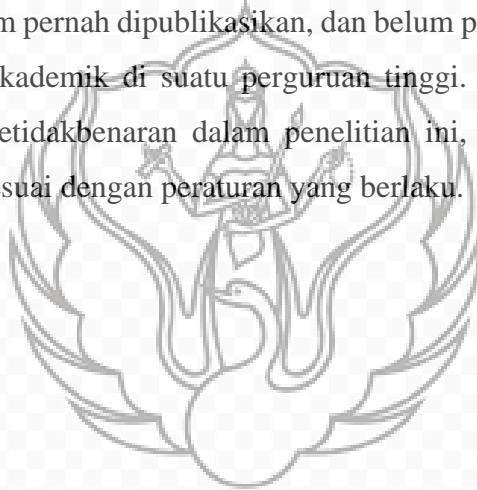 m pernah dipublikasikan, dan belum p
kademik di suatu perguruan tinggi.
etidakbenaran dalam penelitian ini,
suai dengan peraturan yang berlaku.